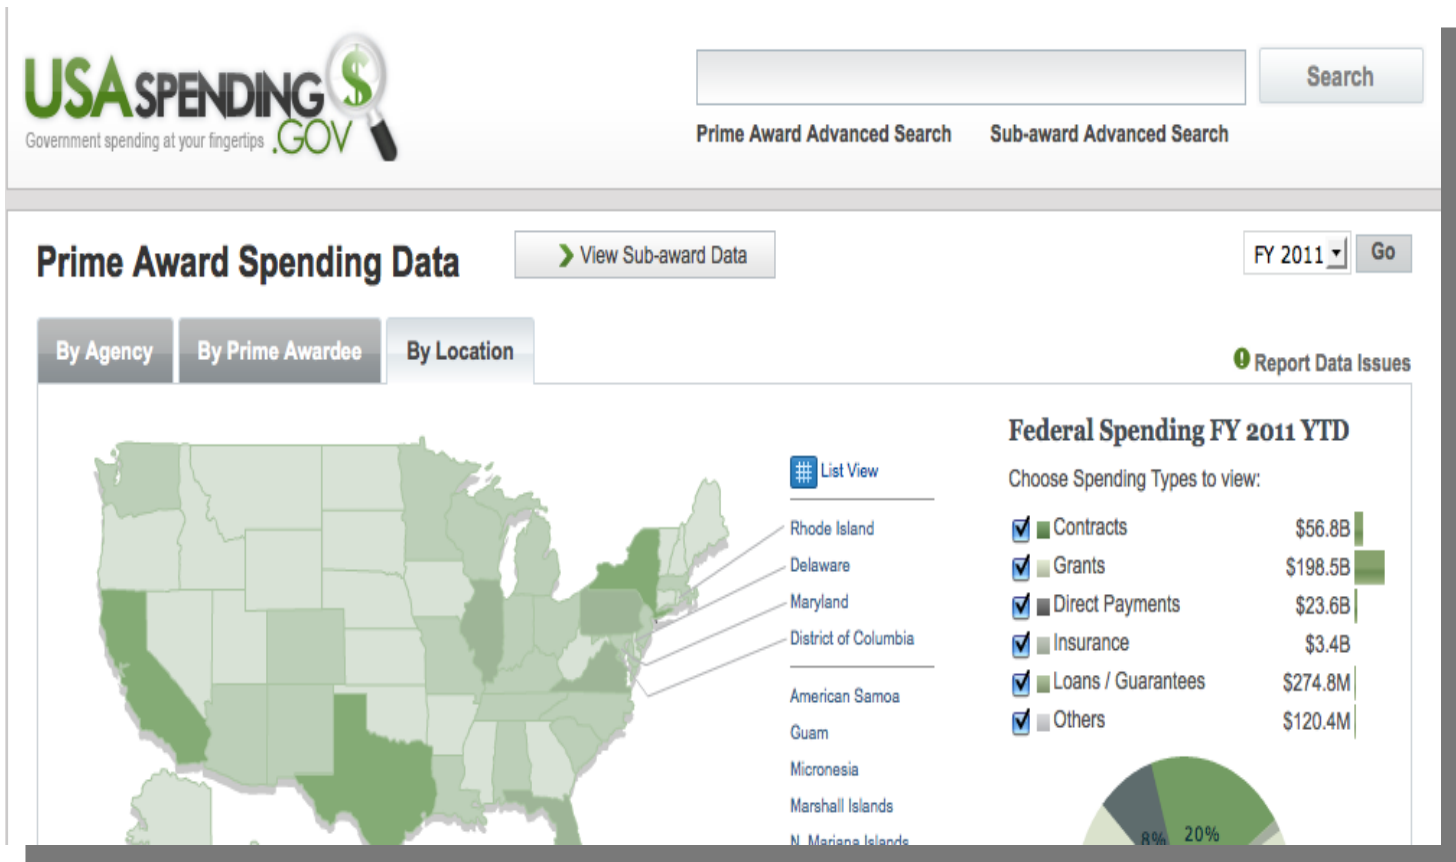 USASPENDING
$
Government spending at your fingertips .GOV
Search
Prime Award Advanced Search Sub-award Advanced Search
Prime Award Spending Data
View Sub-award Data
FY 2011 Go
By Agency By Prime Awardee By Location
Report Data Issues
List View
Rhode Island
Delaware
Maryland
District of Columbia
American Samoa
Guam
Micronesia
Marshall Islands
N. Mariana Islands
Federal Spending FY 2011 YTD
Choose Spending Types to view:
Contracts $56.8B
Grants $198.5B
Direct Payments $23.6B
Insurance $3.4B
Loans / Guarantees $274.8M
Others $120.4M
8% 20%